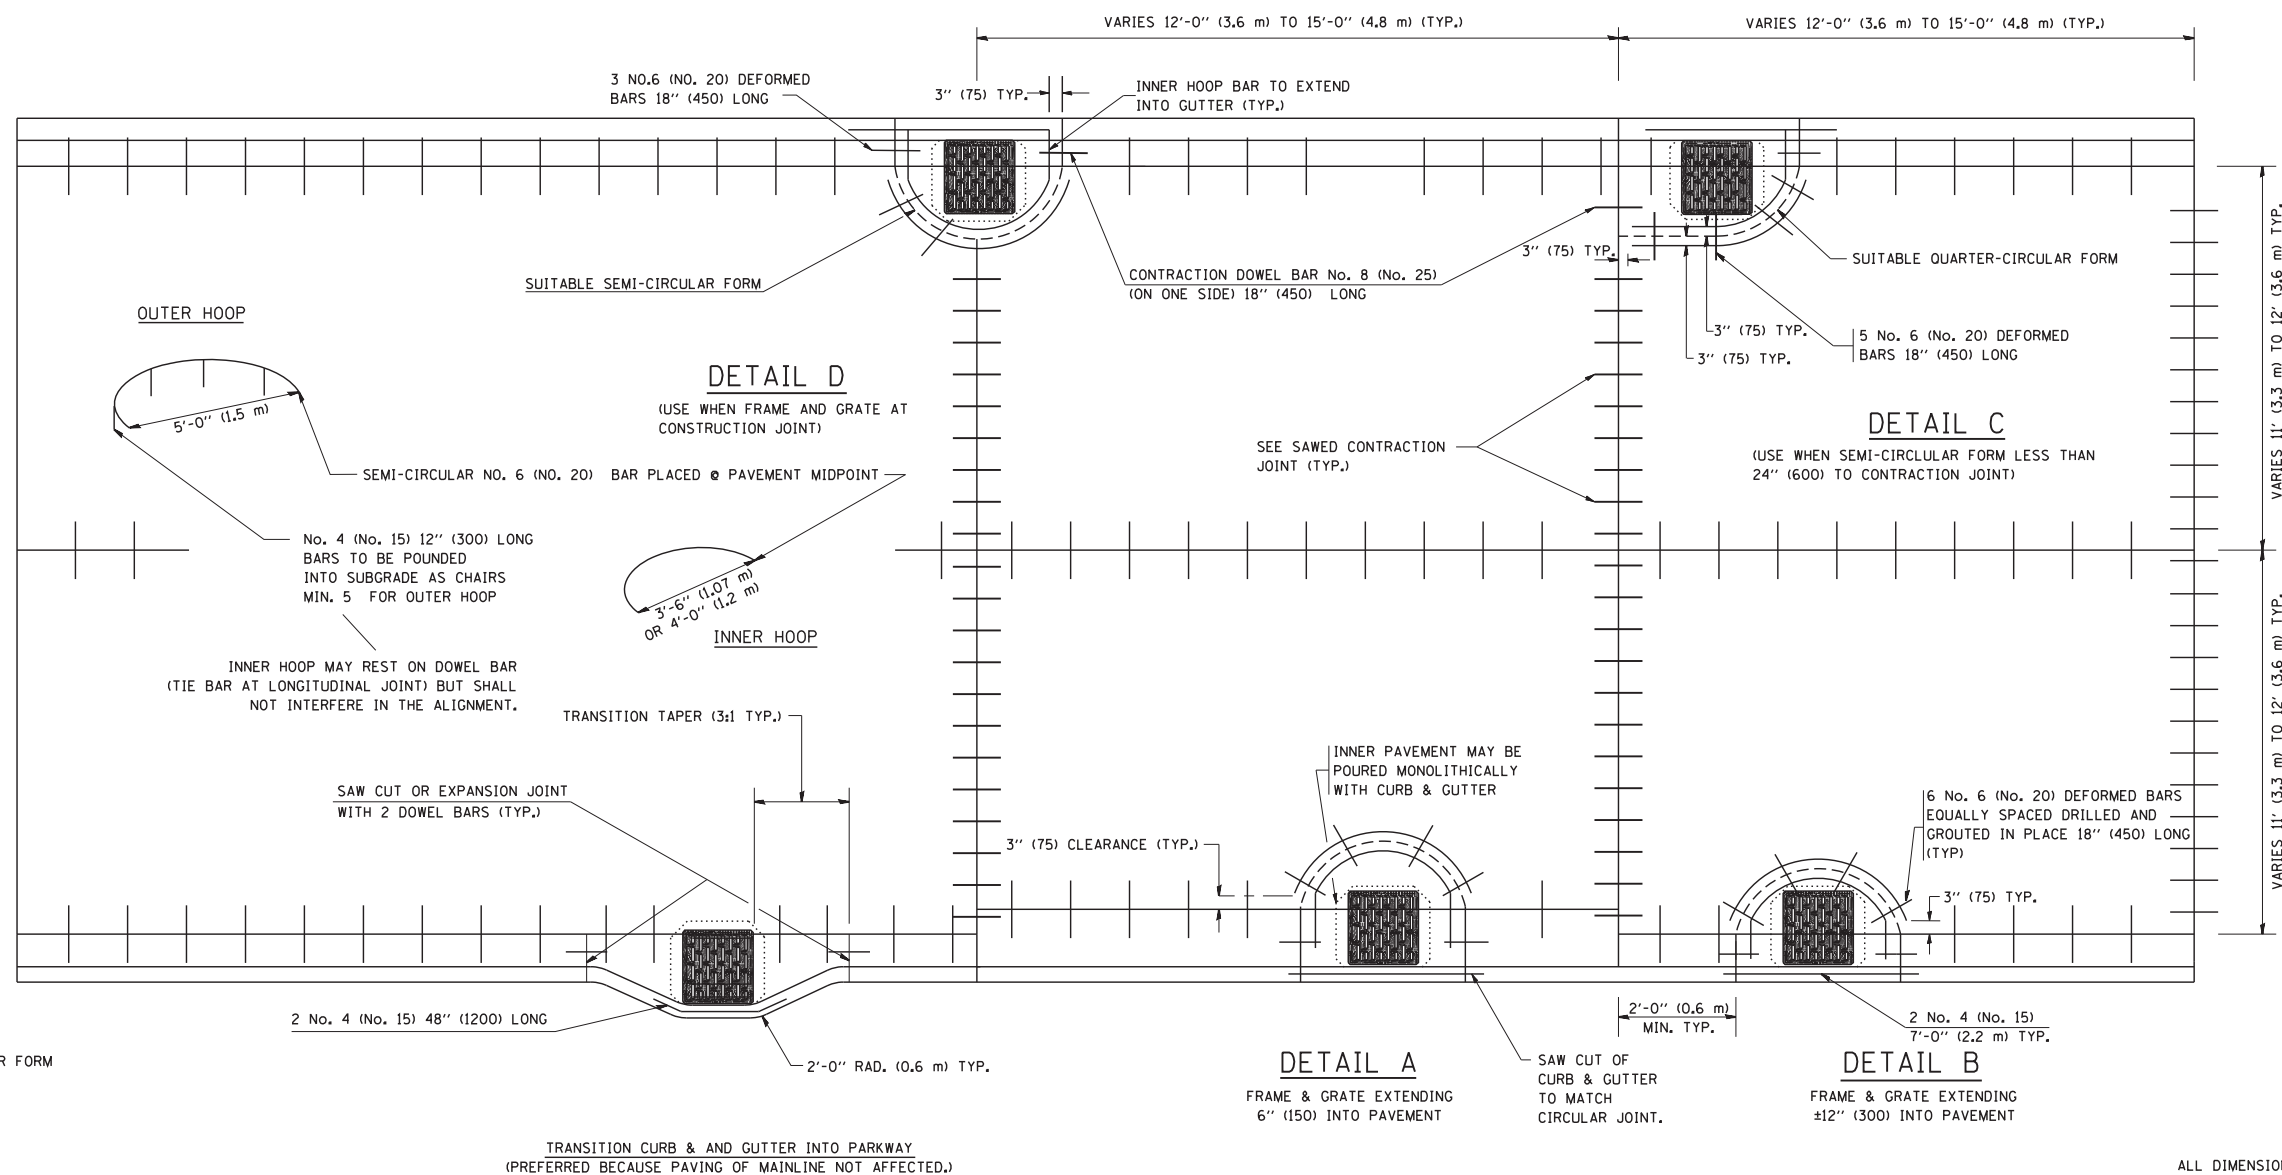 VARIES 12'-0'' (3.6 m) TO 15'-0'' (4.8 m) (TYP.)
VARIES 12'-0'' (3.6 m) TO 15'-0'' (4.8 m) (TYP.)
3 NO.6 (NO. 20) DEFORMED
BARS 18'' (450) LONG
3'' (75) TYP.
INNER HOOP BAR TO EXTEND
INTO GUTTER (TYP.)
SUITABLE SEMI-CIRCULAR FORM
CONTRACTION DOWEL BAR No. 8 (No. 25)
(ON ONE SIDE) 18'' (450) LONG
3'' (75) TYP.
SUITABLE QUARTER-CIRCULAR FORM
3'' (75) TYP.
3'' (75) TYP.
5 No. 6 (No. 20) DEFORMED
BARS 18'' (450) LONG
VARIES 11' (3.3 m) TO 12' (3.6 m) TYP.
OUTER HOOP
5'-0'' (1.5 m)
DETAIL D
(USE WHEN FRAME AND GRATE AT
CONSTRUCTION JOINT)
DETAIL C
(USE WHEN SEMI-CIRCLULAR FORM LESS THAN
24'' (600) TO CONTRACTION JOINT)
SEE SAWED CONTRACTION
JOINT (TYP.)
SEMI-CIRCULAR NO. 6 (NO. 20) BAR PLACED @ PAVEMENT MIDPOINT
No. 4 (No. 15) 12'' (300) LONG
BARS TO BE POUNDED
INTO SUBGRADE AS CHAIRS
MIN. 5 FOR OUTER HOOP
3'-6'' (1.07 m)
OR 4'-0'' (1.2 m)
INNER HOOP
INNER HOOP MAY REST ON DOWEL BAR
(TIE BAR AT LONGITUDINAL JOINT) BUT SHALL
NOT INTERFERE IN THE ALIGNMENT.
TRANSITION TAPER (3:1 TYP.)
VARIES 11' (3.3 m) TO 12' (3.6 m) TYP.
SAW CUT OR EXPANSION JOINT
WITH 2 DOWEL BARS (TYP.)
INNER PAVEMENT MAY BE
POURED MONOLITHICALLY
WITH CURB & GUTTER
3'' (75) CLEARANCE (TYP.)
6 No. 6 (No. 20) DEFORMED BARS
EQUALLY SPACED DRILLED AND
GROUTED IN PLACE 18'' (450) LONG
(TYP)
3'' (75) TYP.
2 No. 4 (No. 15) 48'' (1200) LONG
2'-0'' RAD. (0.6 m) TYP.
2'-0'' (0.6 m)
MIN. TYP.
2 No. 4 (No. 15)
7'-0'' (2.2 m) TYP.
R FORM
DETAIL A
FRAME & GRATE EXTENDING
6'' (150) INTO PAVEMENT
SAW CUT OF
CURB & GUTTER
TO MATCH
CIRCULAR JOINT.
DETAIL B
FRAME & GRATE EXTENDING
±12'' (300) INTO PAVEMENT
TRANSITION CURB & AND GUTTER INTO PARKWAY
(PREFERRED BECAUSE PAVING OF MAINLINE NOT AFFECTED.)
ALL DIMENSION